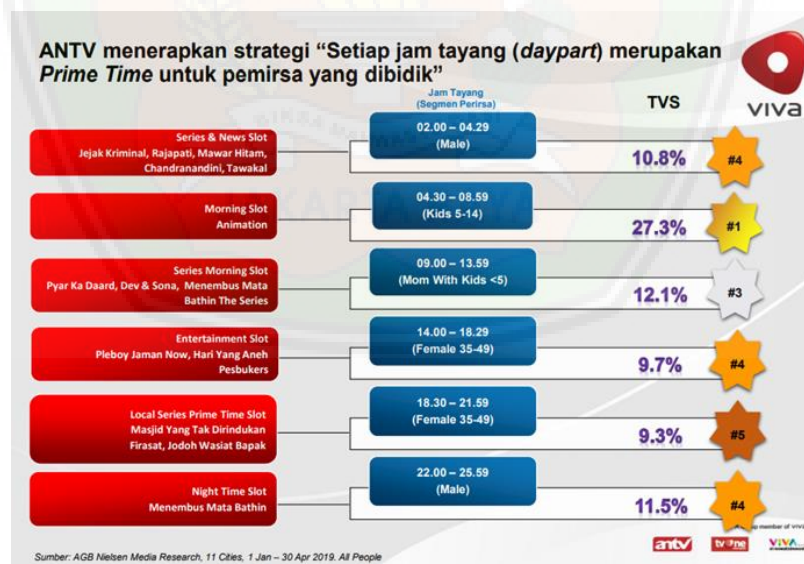 ANTV menerapkan strategi “Setiap jam tayang (daypart) merupakan
Prime Time untuk pemirsa yang dibidik”
VIVA
Jam Tayang
(Segmen Perirsa)
TVS
Series & News Slot
Jejak Kriminal, Rajapati, Mawar Hitam,
Chandranandini, Tawakal
02.00 – 04.29
(Male)
10.8%
#4
Morning Slot
Animation
04.30 – 08.59
(Kids 5-14)
27.3%
#1
Series Morning Slot
Pyar Ka Daard, Dev & Sona, Menembus Mata
Bathin The Series
09.00 – 13.59
(Mom With Kids <5)
12.1%
#3
Entertainment Slot
Pleboy Jaman Now, Hari Yang Aneh
Pesbukers
14.00 – 18.29
(Female 35-49)
9.7%
#4
Local Series Prime Time Slot
Masjid Yang Tak Dirindukan
Firasat, Jodoh Wasiat Bapak
18.30 – 21.59
(Female 35-49)
9.3%
#5
Night Time Slot
Menembus Mata Bathin
22.00 – 25.59
(Male)
11.5%
#4
member of VIVA
antv
tvOne
VIVA
Sumber: AGB Nielsen Media Research, 11 Cities, 1 Jan – 30 Apr 2019. All People